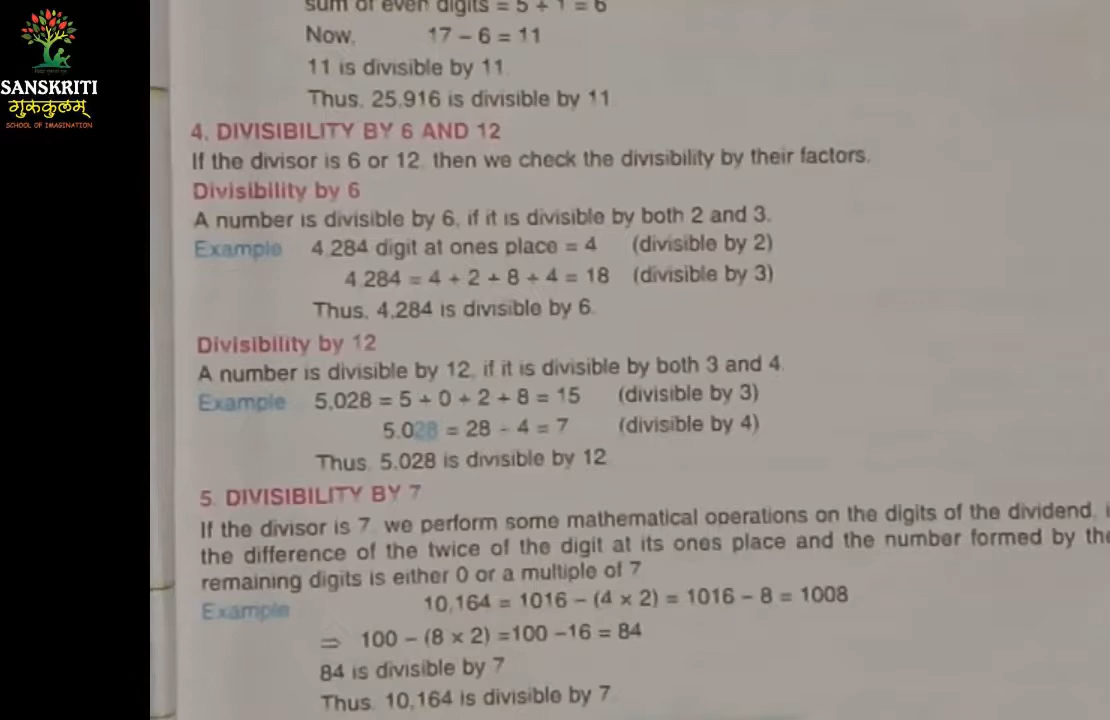 SANSKRITI
गुरुकुलम्
SCHOOL OF IMAGINATION
sum of even digits = 5 + 1 = 6
Now, 17 – 6 = 11
11 is divisible by 11.
Thus, 25,916 is divisible by 11.
4. DIVISIBILITY BY 6 AND 12
If the divisor is 6 or 12, then we check the divisibility by their factors.
Divisibility by 6
A number is divisible by 6, if it is divisible by both 2 and 3.
Example 4,284 digit at ones place = 4 (divisible by 2)
4,284 = 4 + 2 + 8 + 4 = 18 (divisible by 3)
Thus, 4,284 is divisible by 6.
Divisibility by 12
A number is divisible by 12, if it is divisible by both 3 and 4.
Example 5,028 = 5 + 0 + 2 + 8 = 15 (divisible by 3)
5,028 = 28 ÷ 4 = 7 (divisible by 4)
Thus, 5,028 is divisible by 12.
5. DIVISIBILITY BY 7
If the divisor is 7, we perform some mathematical operations on the digits of the dividend,
the difference of the twice of the digit at its ones place and the number formed by the
remaining digits is either 0 or a multiple of 7.
Example 10,164 = 1016 – (4 × 2) = 1016 – 8 = 1008
⇒ 100 – (8 × 2) =100 –16 = 84
84 is divisible by 7
Thus, 10,164 is divisible by 7.